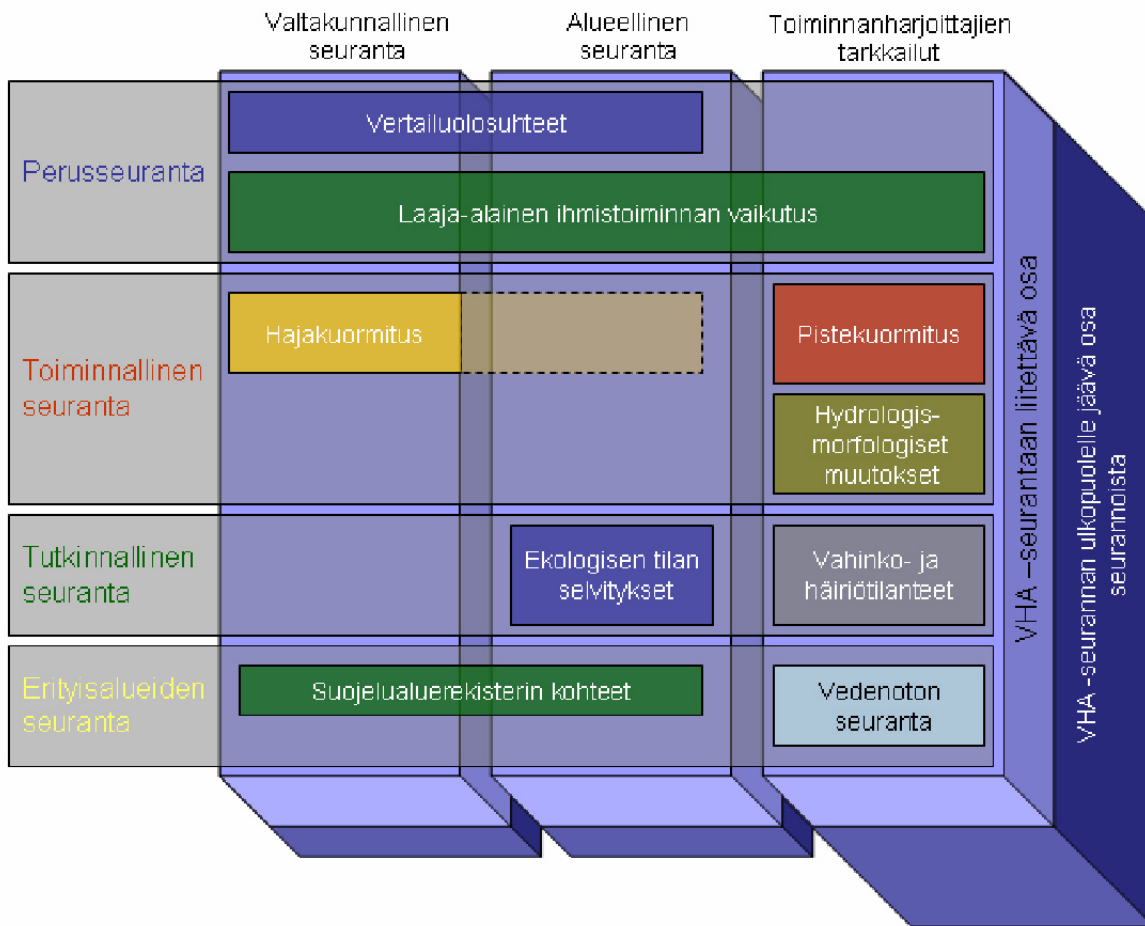 Valtakunnallinen
seuranta
Alueellinen
seuranta
Toiminnanharjoittajien
tarkkailut
Perusseuranta
Vertailuolosuhteet
Laaja-alainen ihmistoiminnan vaikutus
Toiminnallinen
seuranta
Hajakuormitus
Pistekuormitus
Hydrologis-
morfologiset
muutokset
Tutkinnallinen
seuranta
Ekologisen tilan
selvitykset
Vahinko- ja
häiriötilanteet
Erityisalueiden
seuranta
Suojelualuerekisterin kohteet
Vedenoton
seuranta
VHA –seurantaan liitettävä osa
VHA -seurannan ulkopuolelle jäävä osa
seurannoista